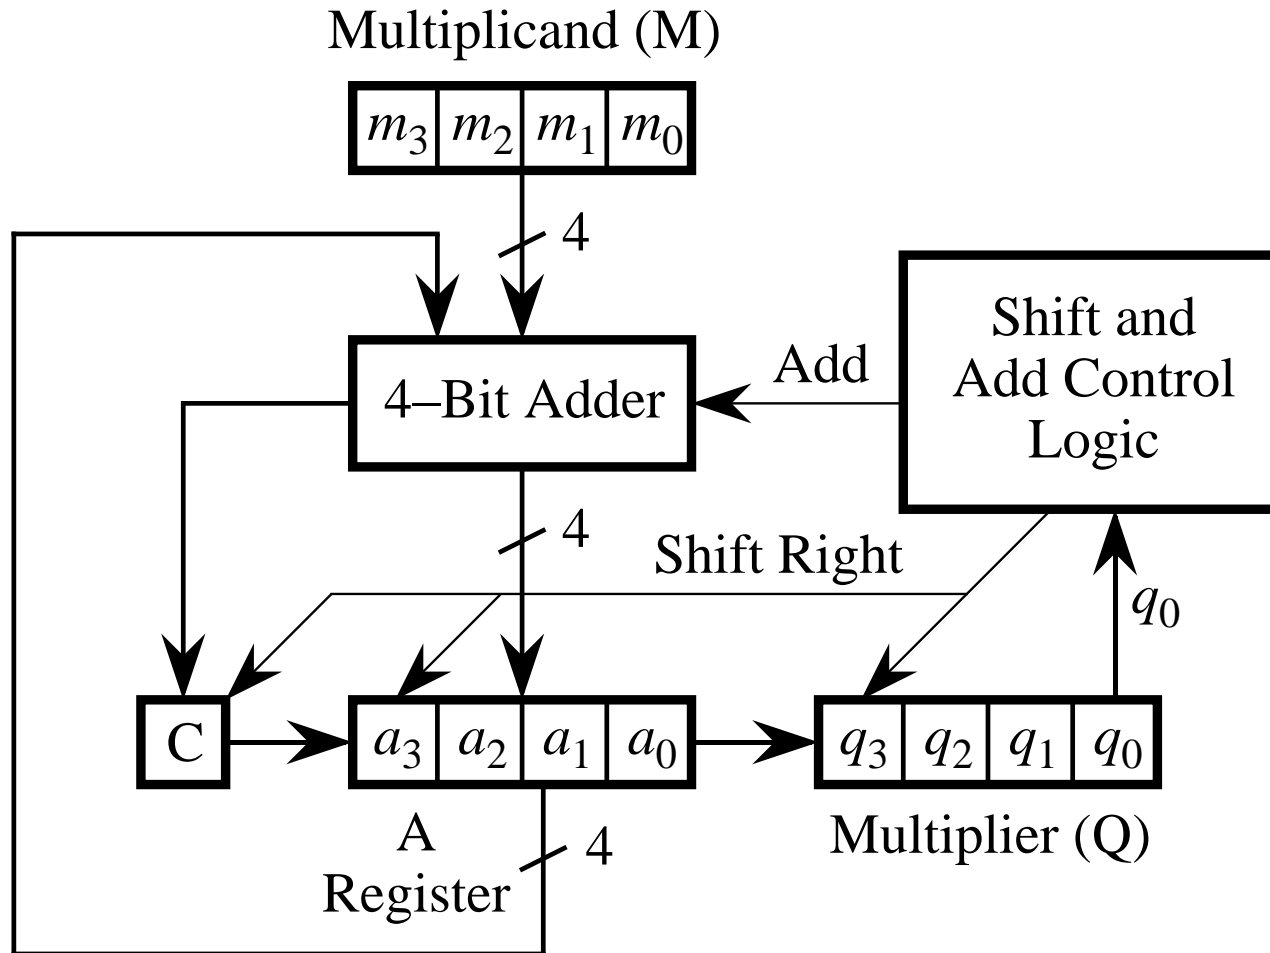 Multiplicand (M)
m3 m2 m1 m0
4
4–Bit Adder
Add
Shift and
Add Control
Logic
4
Shift Right
q0
C
a3 a2 a1 a0
q3 q2 q1 q0
A
Register
4
Multiplier (Q)